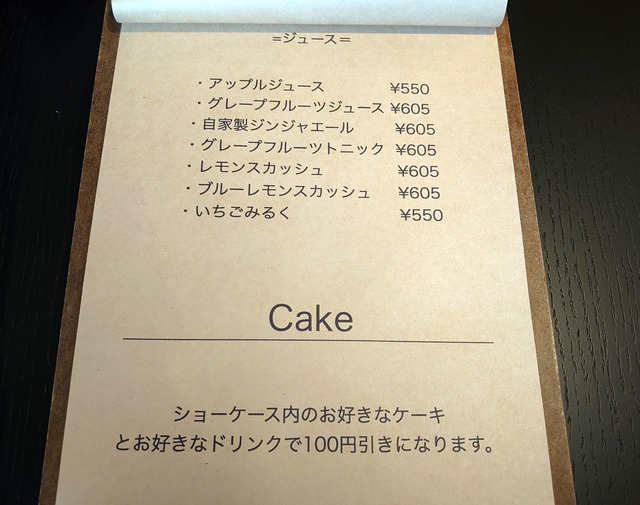 =ジュース=
・アップルジュース ¥550
・グレープフルーツジュース ¥605
・自家製ジンジャエール ¥605
・グレープフルーツトニック ¥605
・レモンスカッシュ ¥605
・ブルーレモンスカッシュ ¥605
・いちごみるく ¥550
Cake
ショーケース内のお好きなケーキ
とお好きなドリンクで100円引きになります。